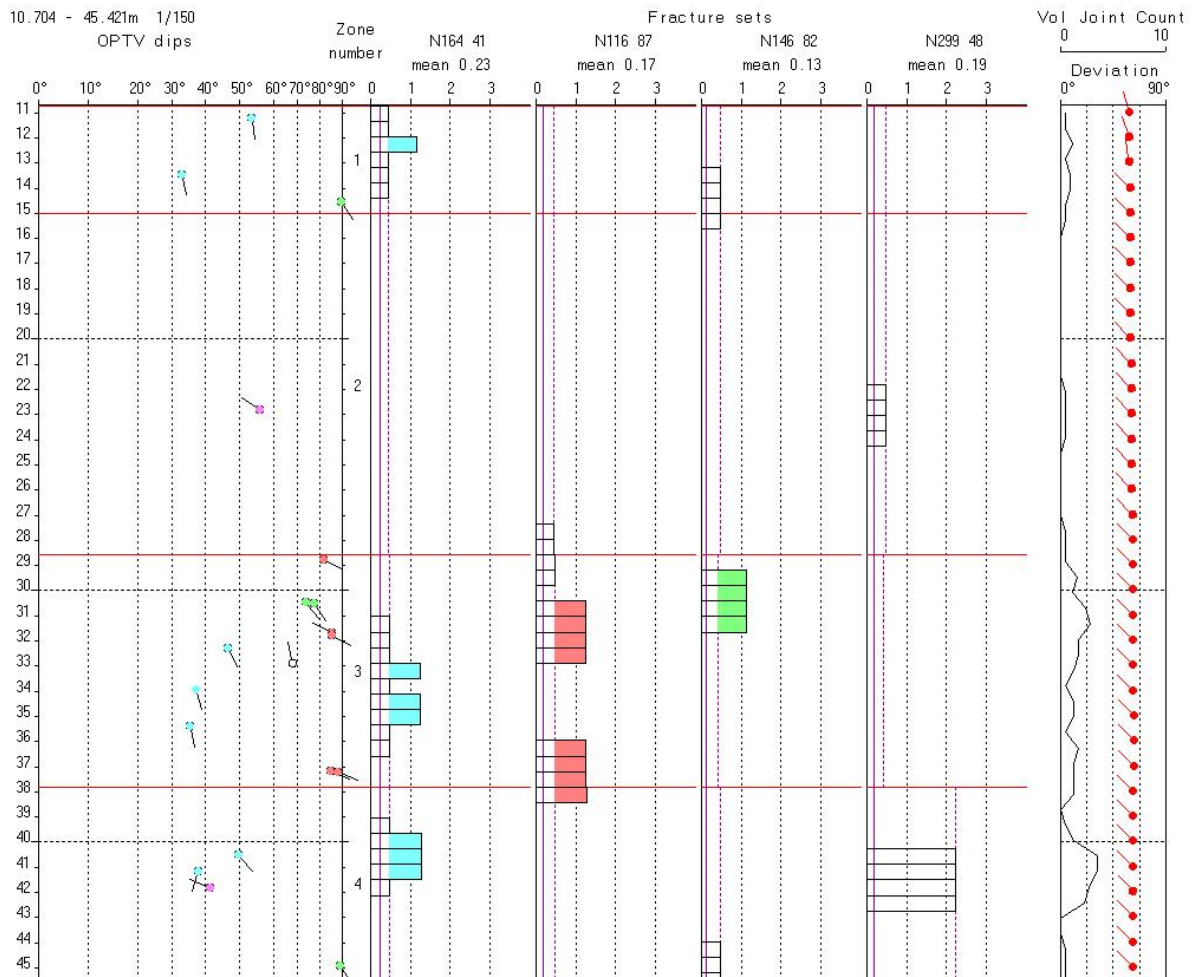 10.704 - 45.421m 1/150
OPTV dips
Zone number
Fracture sets
N164 41
mean 0.23
N116 87
mean 0.17
N146 82
mean 0.13
N299 48
mean 0.19
Vol Joint Count
0 10
Deviation
0° 10° 20° 30° 40° 50° 60° 70° 80° 90° 0 1 2 3 0 1 2 3 0 1 2 3 0 1 2 3 0° 90°
11
12
13
1
14
15
16
17
18
19
20
21
22
2
23
24
25
26
27
28
29
30
31
32
33
3
34
35
36
37
38
39
40
41
42
4
43
44
45